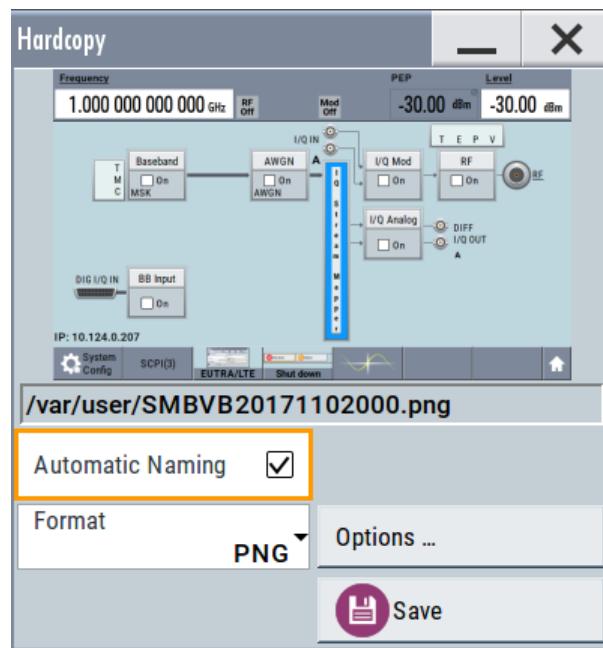 Hardcopy
Frequency
PEP
Level
1.000 000 000 000 GHz
RF Off
Mod Off
-30.00 dBm
-30.00 dBm
I/Q IN
T E P V
T M C
Baseband
On
MSK
AWGN
On
AWGN
A
I/Q Stream Mapper
I/Q Mod
On
RF
On
RF
I/Q Analog
On
DIFF
I/Q OUT
A
DIG I/Q IN
BB Input
On
IP: 10.124.0.207
System Config
SCPI(3)
EUTRA/LTE
Shut down
/var/user/SMBVB20171102000.png
Automatic Naming
Format
PNG
Options ...
Save